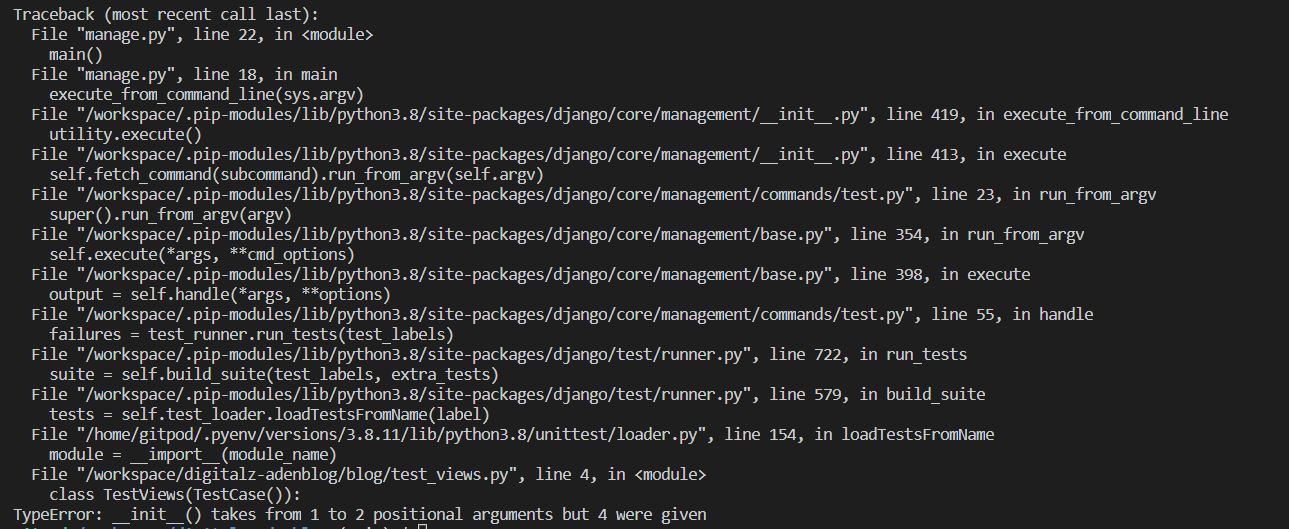 Traceback (most recent call last):
  File "manage.py", line 22, in <module>
    main()
  File "manage.py", line 18, in main
    execute_from_command_line(sys.argv)
  File "/workspace/.pip-modules/lib/python3.8/site-packages/django/core/management/__init__.py", line 419, in execute_from_command_line
    utility.execute()
  File "/workspace/.pip-modules/lib/python3.8/site-packages/django/core/management/__init__.py", line 413, in execute
    self.fetch_command(subcommand).run_from_argv(self.argv)
  File "/workspace/.pip-modules/lib/python3.8/site-packages/django/core/management/commands/test.py", line 23, in run_from_argv
    super().run_from_argv(argv)
  File "/workspace/.pip-modules/lib/python3.8/site-packages/django/core/management/base.py", line 354, in run_from_argv
    self.execute(*args, **cmd_options)
  File "/workspace/.pip-modules/lib/python3.8/site-packages/django/core/management/base.py", line 398, in execute
    output = self.handle(*args, **options)
  File "/workspace/.pip-modules/lib/python3.8/site-packages/django/core/management/commands/test.py", line 55, in handle
    failures = test_runner.run_tests(test_labels)
  File "/workspace/.pip-modules/lib/python3.8/site-packages/django/test/runner.py", line 722, in run_tests
    suite = self.build_suite(test_labels, extra_tests)
  File "/workspace/.pip-modules/lib/python3.8/site-packages/django/test/runner.py", line 579, in build_suite
    tests = self.test_loader.loadTestsFromName(label)
  File "/home/gitpod/.pyenv/versions/3.8.11/lib/python3.8/unittest/loader.py", line 154, in loadTestsFromName
    module = __import__(module_name)
  File "/workspace/digitalz-adenblog/blog/test_views.py", line 4, in <module>
    class TestViews(TestCase()):
TypeError: __init__() takes from 1 to 2 positional arguments but 4 were given